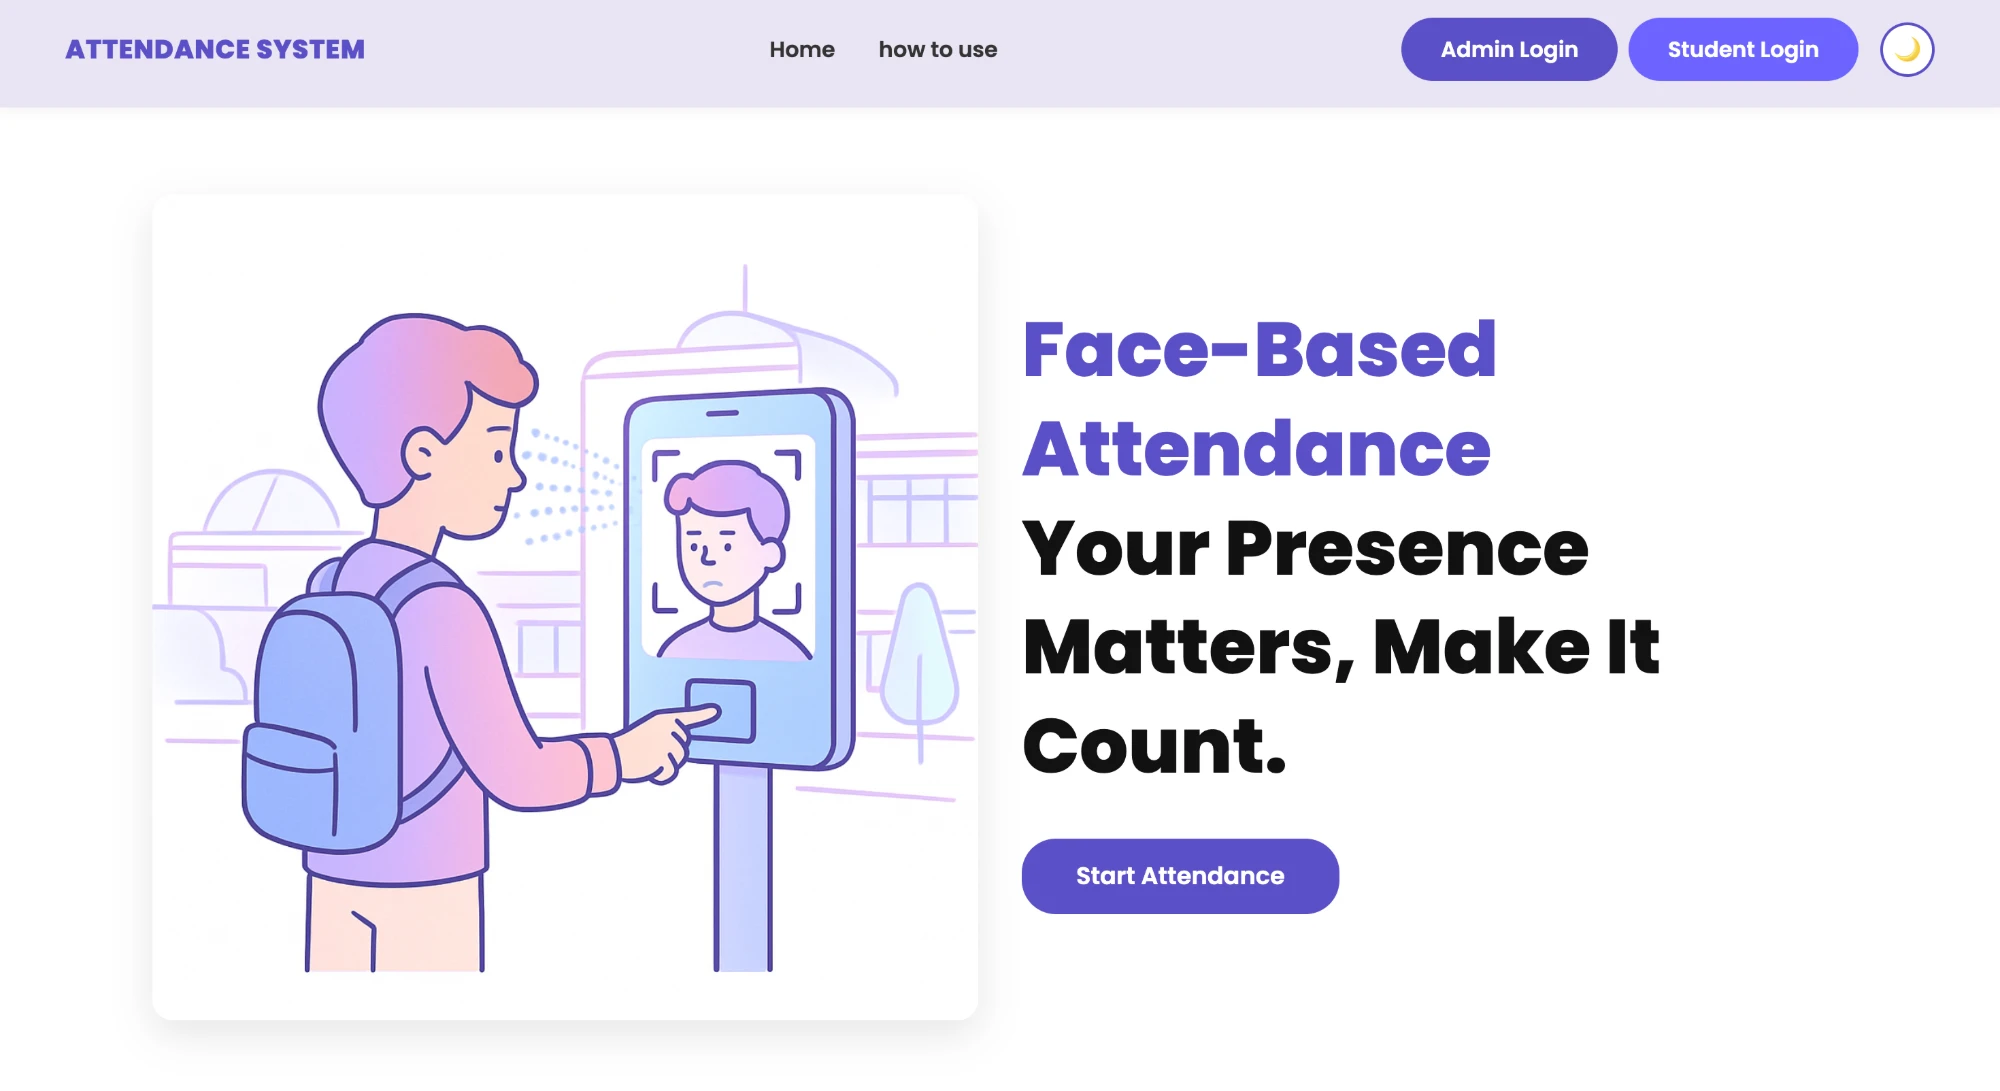 ATTENDANCE SYSTEM
Home
how to use
Admin Login
Student Login
Face-Based
Attendance
Your Presence
Matters, Make It
Count.
Start Attendance